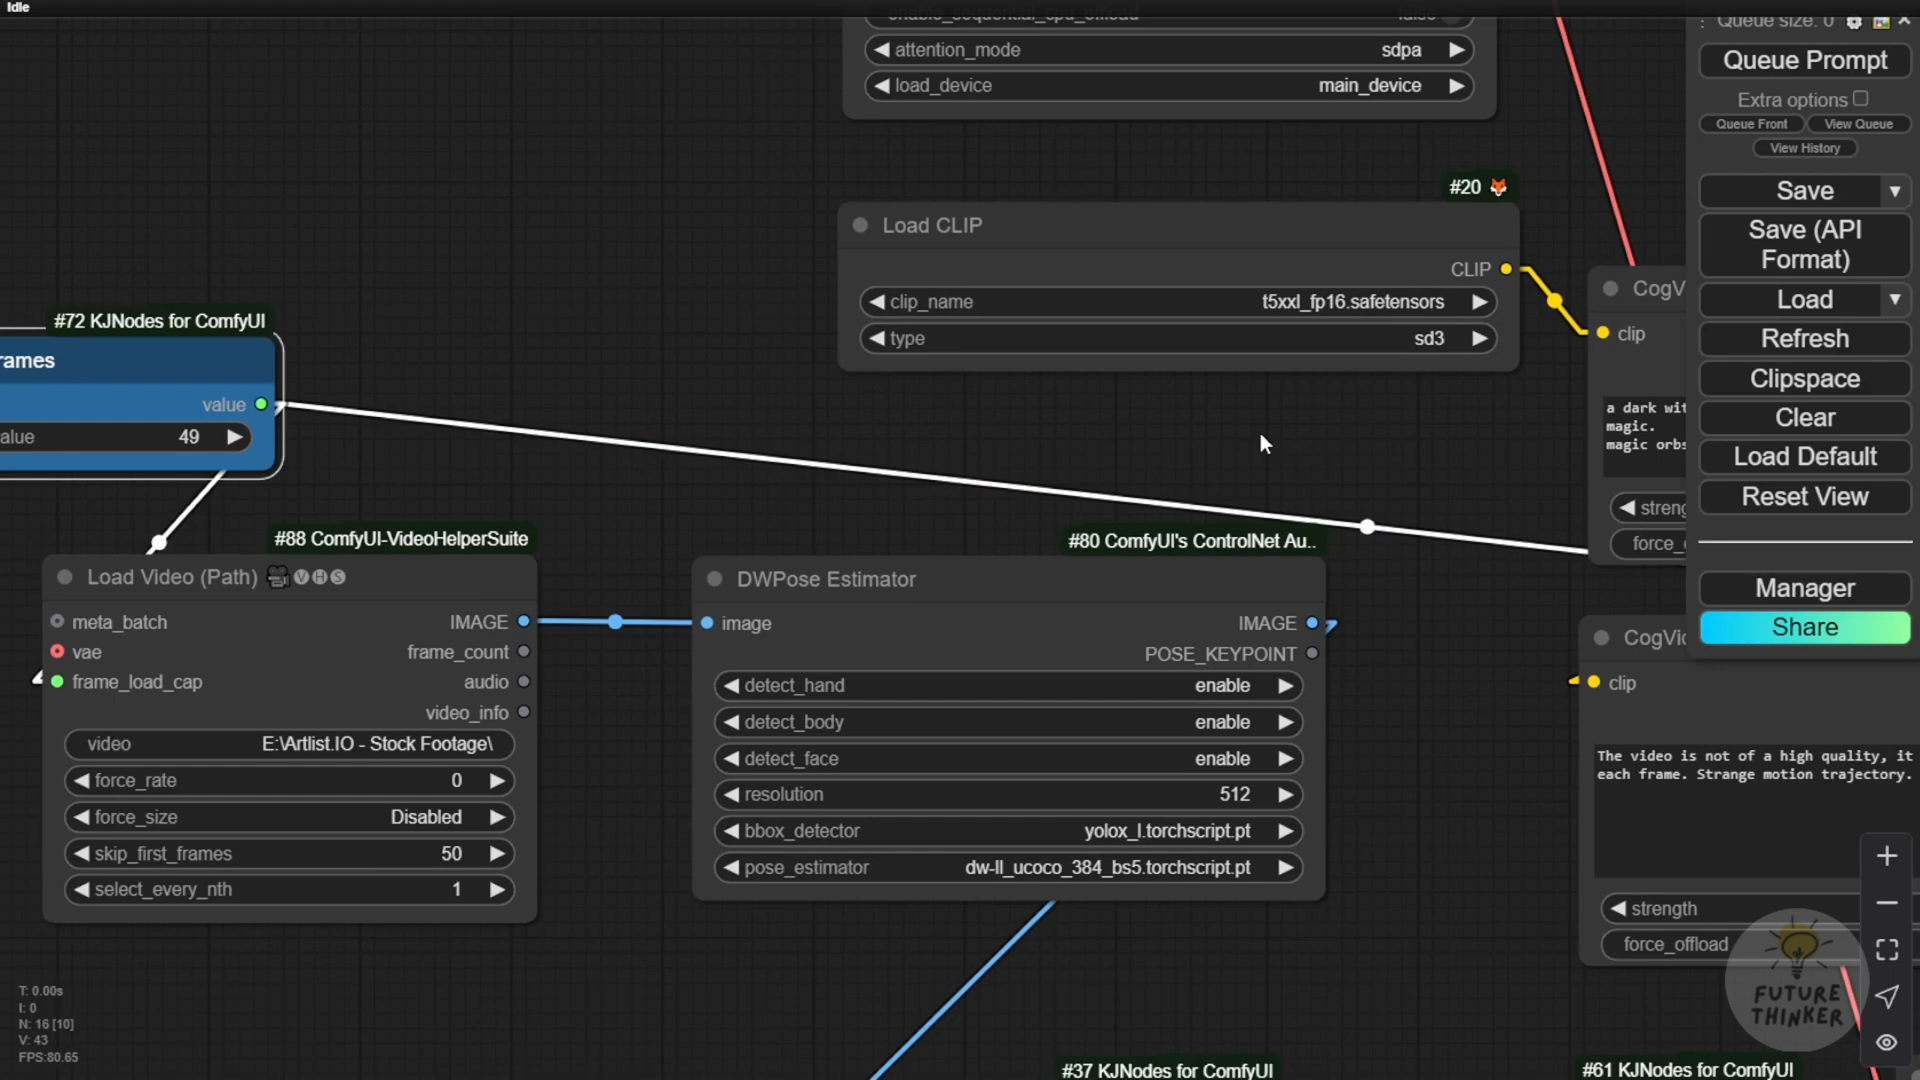 Idle
enable_sequential_cpu_offload false
attention_mode sdpa
load_device main_device
Queue size: 0
Queue Prompt
Extra options
Queue Front View Queue
View History
Save
Save (API
Format)
Load
Refresh
Clipspace
Clear
Load Default
Reset View
Manager
Share
#20
Load CLIP
CLIP
clip_name t5xxl_fp16.safetensors
type sd3
CogV
clip
a dark wit
magic.
magic orbs
streng
force_
#72 KJNodes for ComfyUI
rames
value
alue 49
#88 ComfyUI-VideoHelperSuite
Load Video (Path) VHS
meta_batch IMAGE
vae frame_count
frame_load_cap audio
video_info
video E:\Artlist.IO - Stock Footage\
force_rate 0
force_size Disabled
skip_first_frames 50
select_every_nth 1
#80 ComfyUI's ControlNet Au..
DWPose Estimator
image IMAGE
POSE_KEYPOINT
detect_hand enable
detect_body enable
detect_face enable
resolution 512
bbox_detector yolox_l.torchscript.pt
pose_estimator dw-ll_ucoco_384_bs5.torchscript.pt
CogVi
clip
The video is not of a high quality, it
each frame. Strange motion trajectory.
strength
force_offload
FUTURE
THINKER
T: 0.00s
I: 0
N: 16 [10]
V: 43
FPS:80.65
#37 KJNodes for ComfyUI
#61 KJNodes for ComfyUI